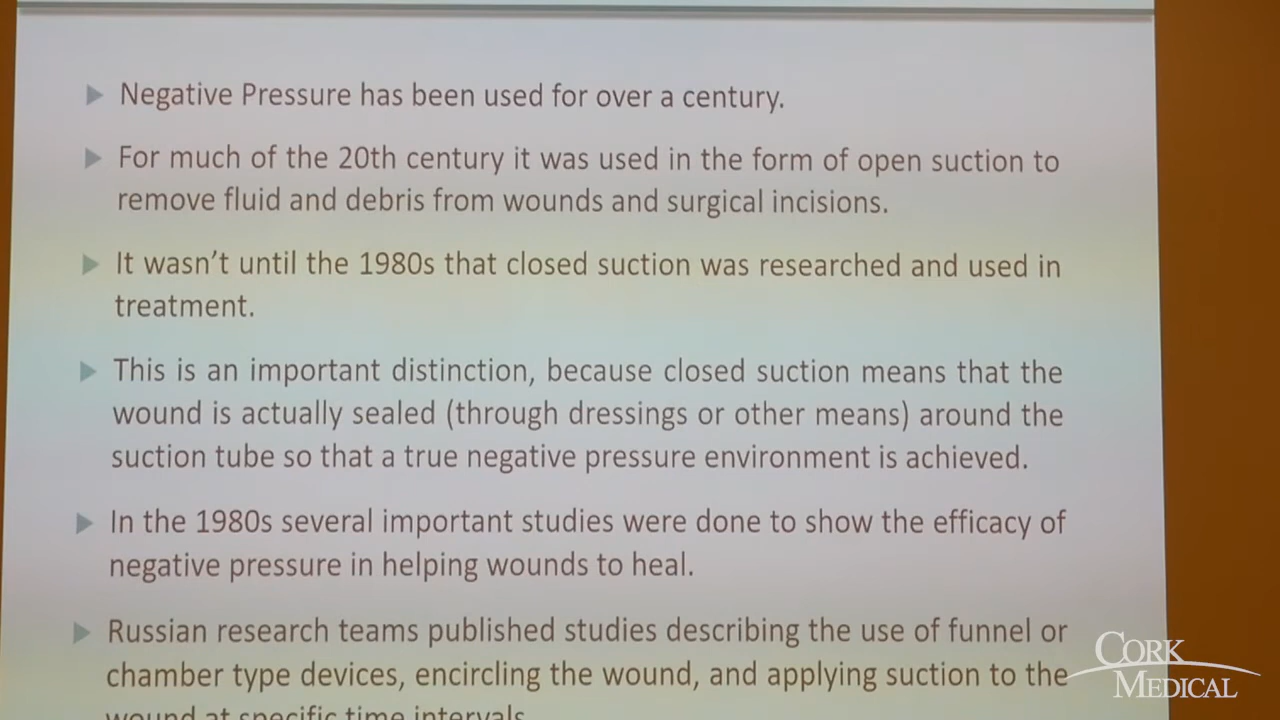 Negative Pressure has been used for over a century.
For much of the 20th century it was used in the form of open suction to
remove fluid and debris from wounds and surgical incisions.
It wasn't until the 1980s that closed suction was researched and used in
treatment.
This is an important distinction, because closed suction means that the
wound is actually sealed (through dressings or other means) around the
suction tube so that a true negative pressure environment is achieved.
In the 1980s several important studies were done to show the efficacy of
negative pressure in helping wounds to heal.
Russian research teams published studies describing the use of funnel or
chamber type devices, encircling the wound, and applying suction to the
wound at specific time intervals
CORK
MEDICAL